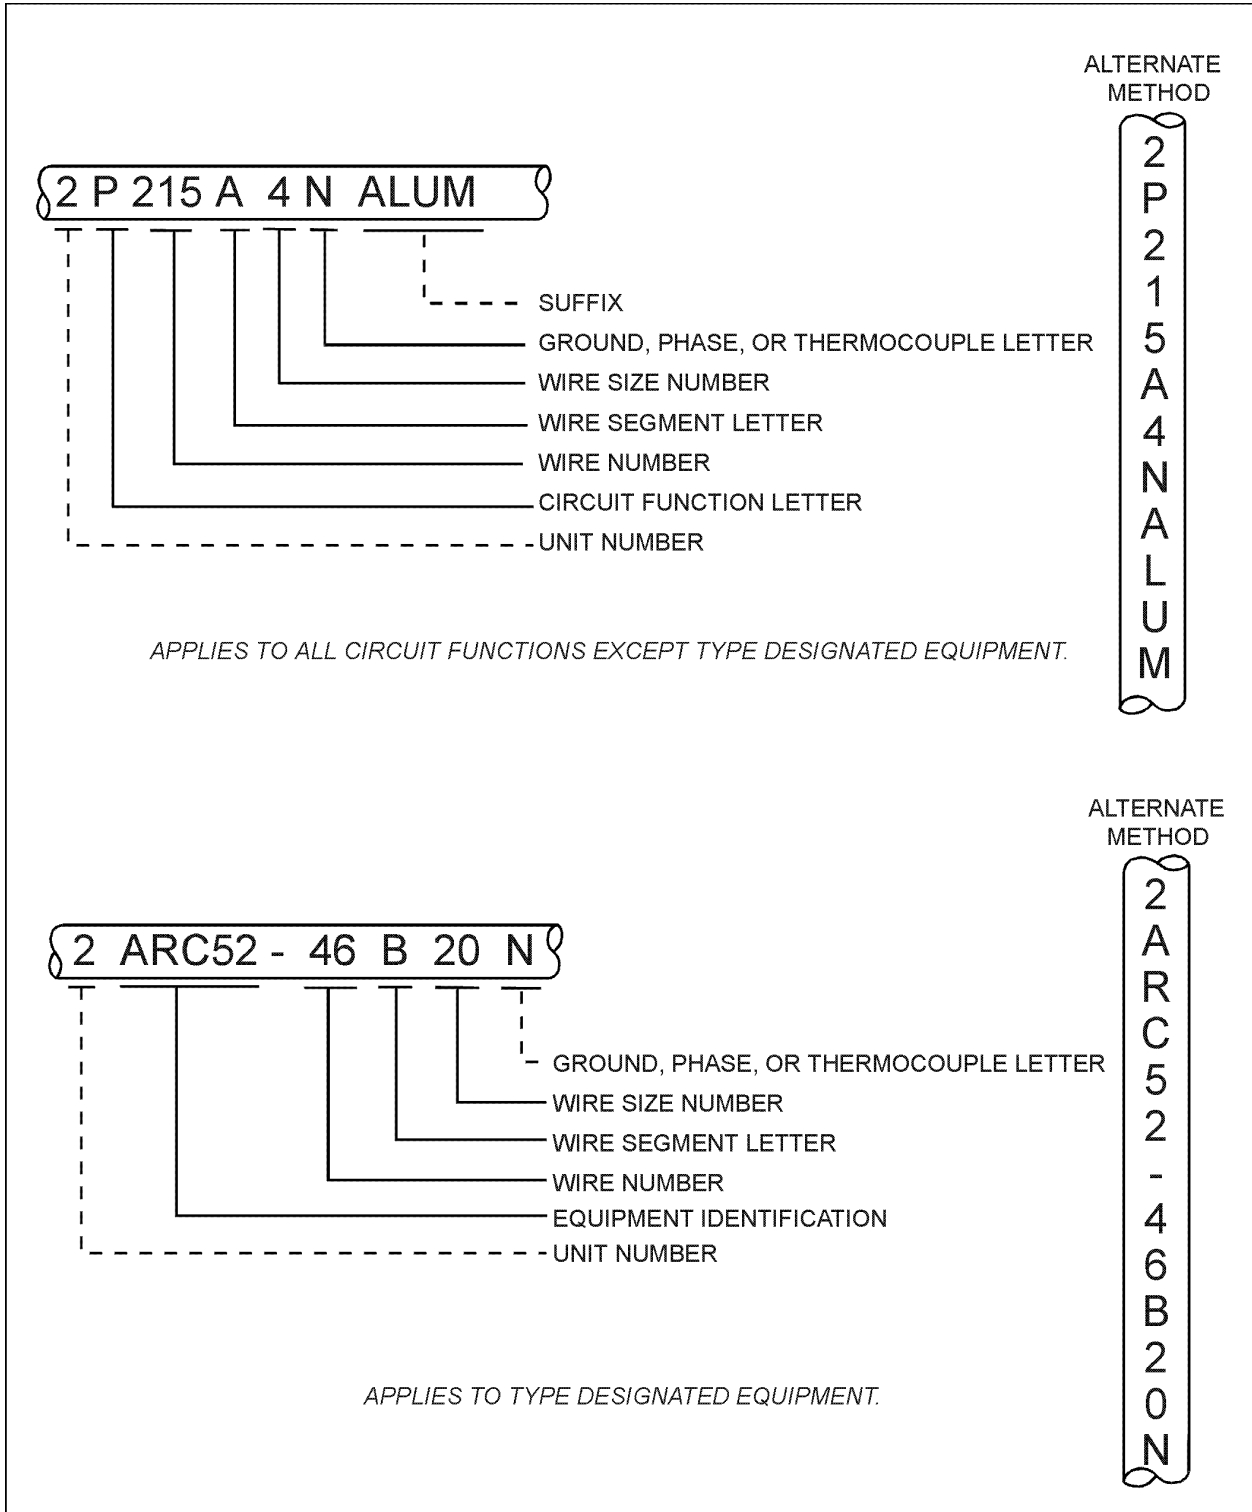 ALTERNATE
METHOD
2 P 215 A 4 N ALUM
SUFFIX
GROUND, PHASE, OR THERMOCOUPLE LETTER
WIRE SIZE NUMBER
WIRE SEGMENT LETTER
WIRE NUMBER
CIRCUIT FUNCTION LETTER
UNIT NUMBER
APPLIES TO ALL CIRCUIT FUNCTIONS EXCEPT TYPE DESIGNATED EQUIPMENT.
2
P
2
1
5
A
4
N
A
L
U
M
ALTERNATE
METHOD
2 ARC52 - 46 B 20 N
GROUND, PHASE, OR THERMOCOUPLE LETTER
WIRE SIZE NUMBER
WIRE SEGMENT LETTER
WIRE NUMBER
EQUIPMENT IDENTIFICATION
UNIT NUMBER
APPLIES TO TYPE DESIGNATED EQUIPMENT.
2
A
R
C
5
2
-
4
6
B
2
0
N